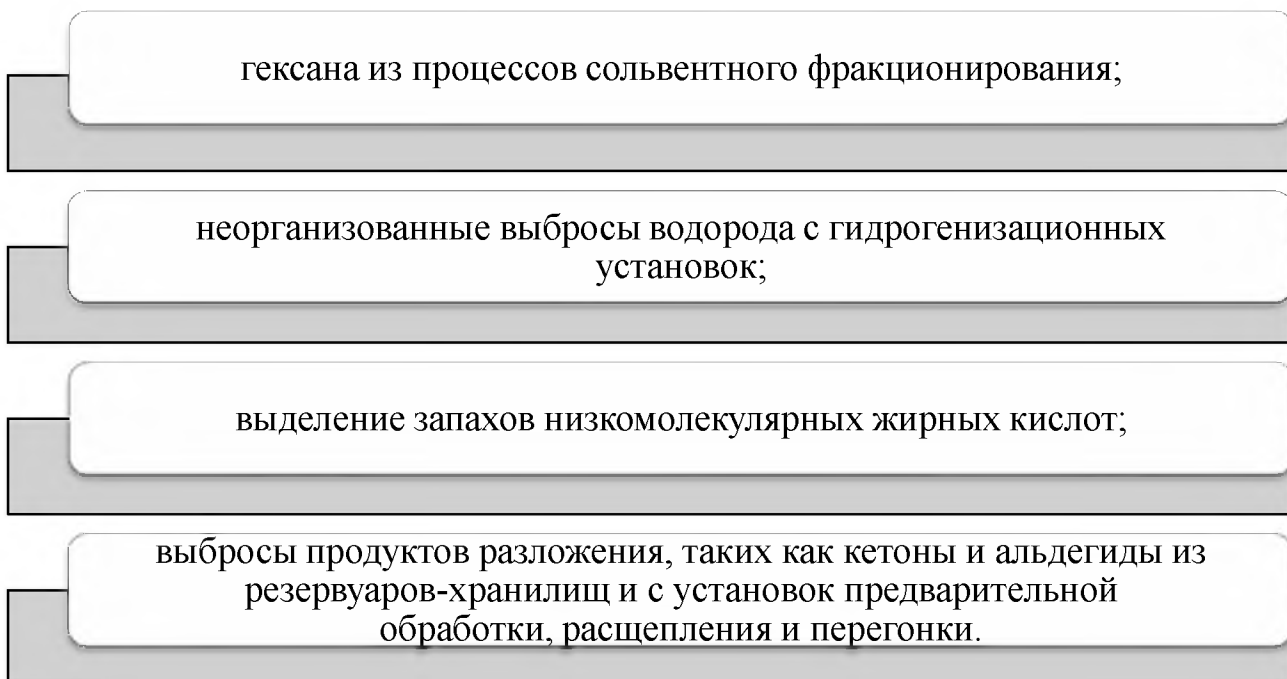 гексана из процессов сольвентного фракционирования;
неорганизованные выбросы водорода с гидрогенизационных
установок;
выделение запахов низкомолекулярных жирных кислот;
выбросы продуктов разложения, таких как кетоны и альдегиды из
резервуаров-хранилищ и с установок предварительной
обработки, расщепления и перегонки.